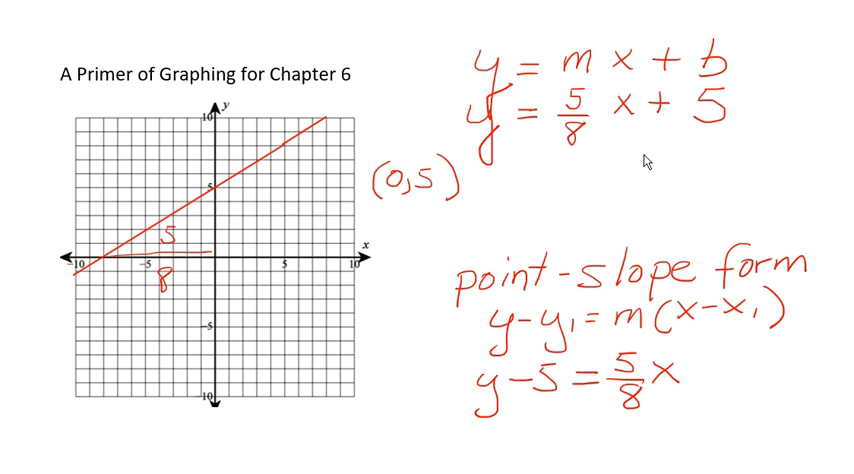 A Primer of Graphing for Chapter 6
y = m x + b
y = 5/8 x + 5
(0,5)
y
10
5
5
8
x
-10
-5
5
10
-5
-10
point-slope form
y-y₁ = m(x-x₁)
y-5 = 5/8 x